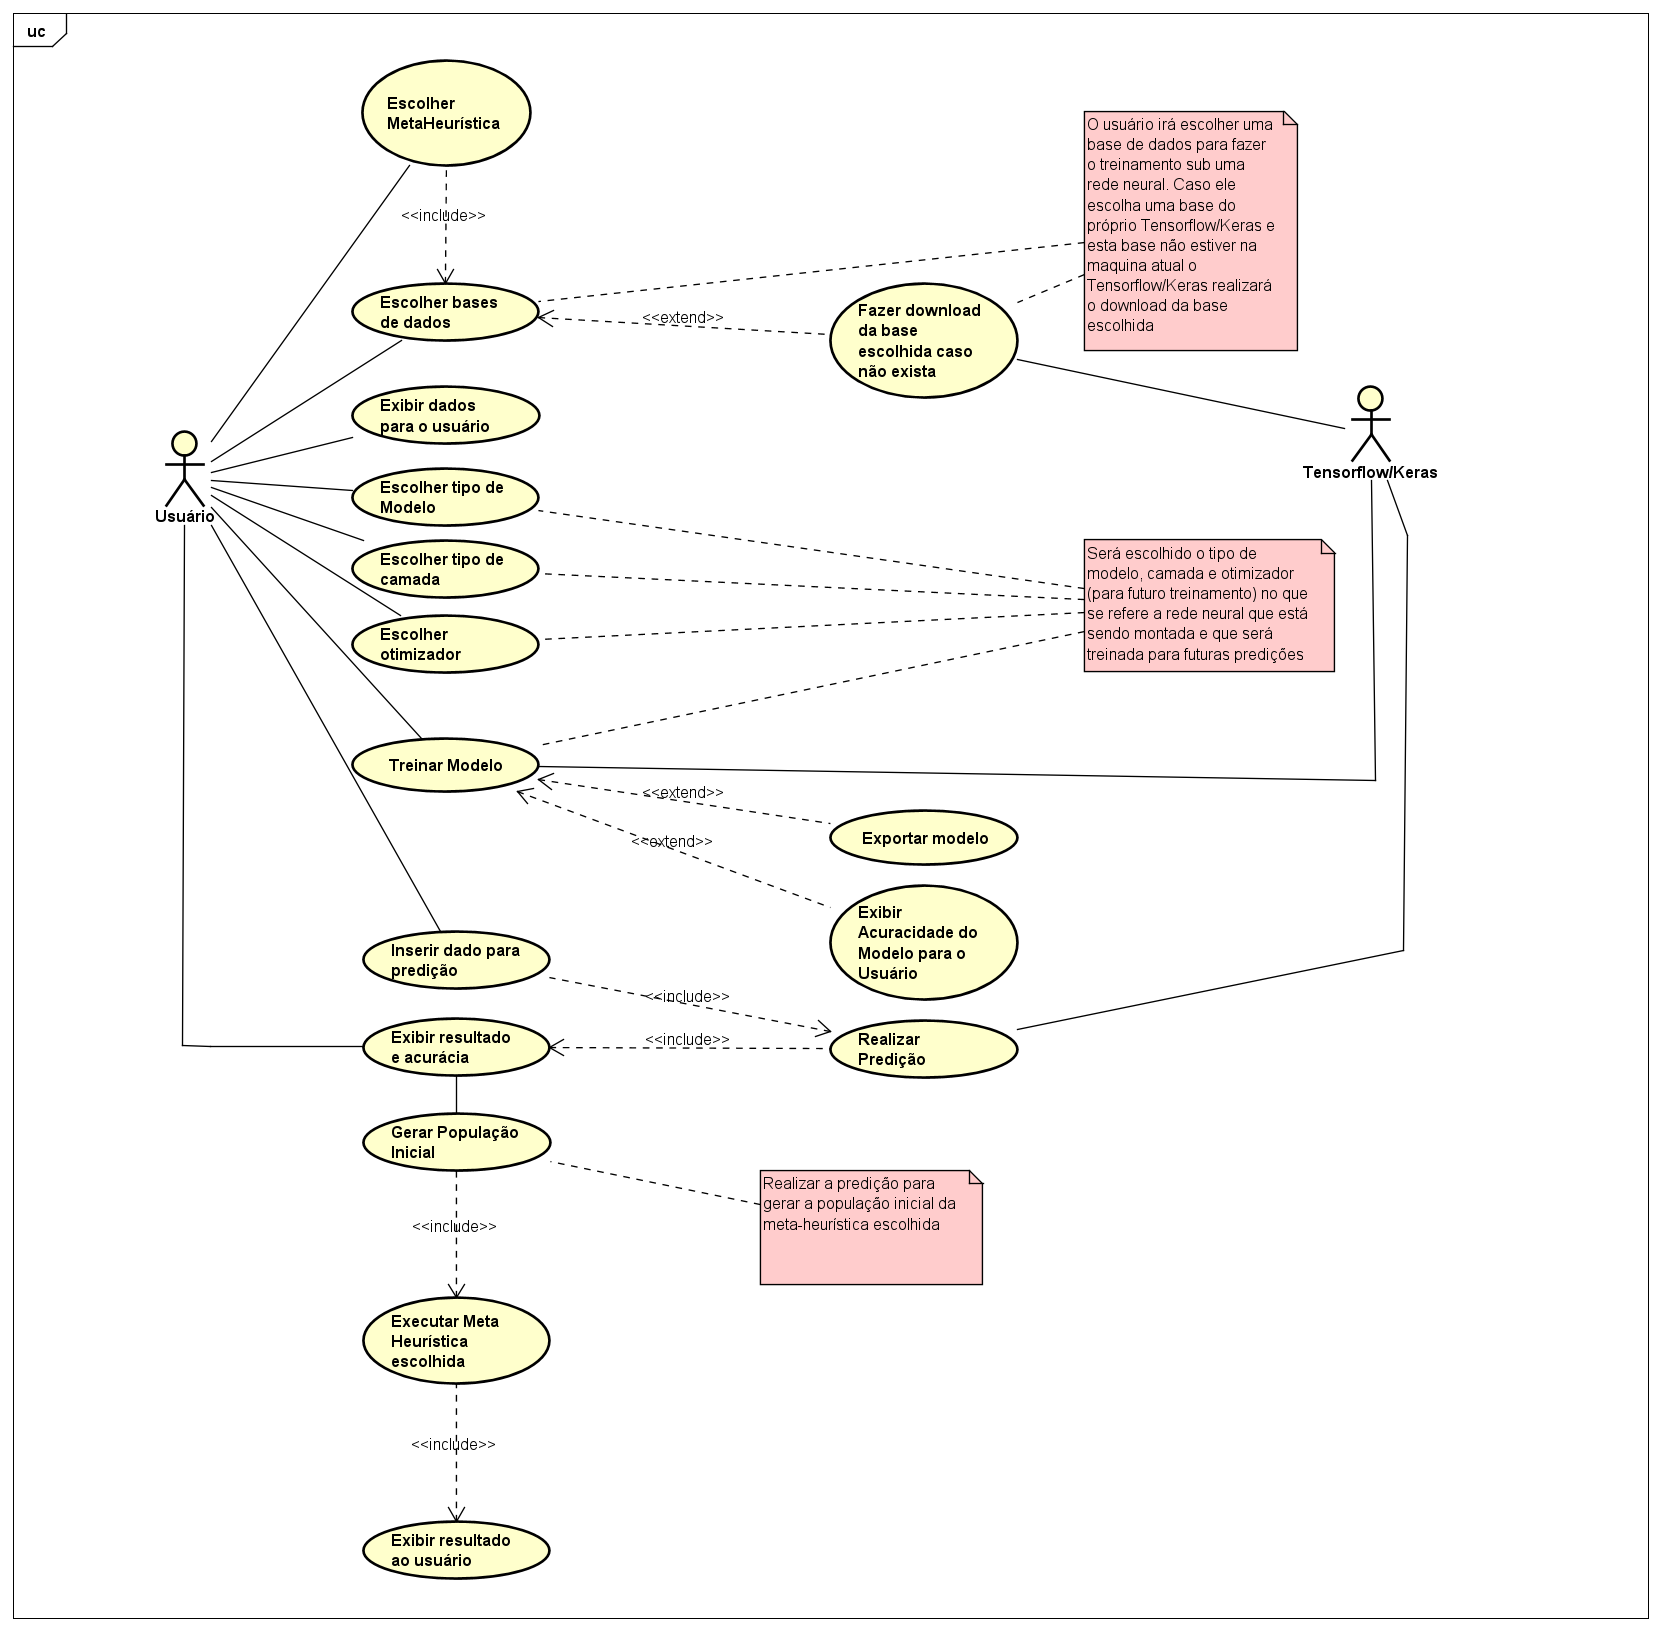 uc
Escolher
MetaHeurística
<<include>>
O usuário irá escolher uma
base de dados para fazer
o treinamento sub uma
rede neural. Caso ele
escolha uma base do
próprio Tensorflow/Keras e
esta base não estiver na
maquina atual o
Tensorflow/Keras realizará
o download da base
escolhida
Escolher bases
de dados
<<extend>>
Fazer download
da base
escolhida caso
não exista
Exibir dados
para o usuário
Usuário
Tensorflow/Keras
Escolher tipo de
Modelo
Escolher tipo de
camada
Escolher
otimizador
Será escolhido o tipo de
modelo, camada e otimizador
(para futuro treinamento) no que
se refere a rede neural que está
sendo montada e que será
treinada para futuras predições
Treinar Modelo
<<extend>>
<<extend>>
Exportar modelo
Exibir
Acuracidade do
Modelo para o
Usuário
Inserir dado para
predição
<<include>>
Exibir resultado
e acurácia
<<include>>
Realizar
Predição
Gerar População
Inicial
Realizar a predição para
gerar a população inicial da
meta-heurística escolhida
<<include>>
Executar Meta
Heurística
escolhida
<<include>>
Exibir resultado
ao usuário